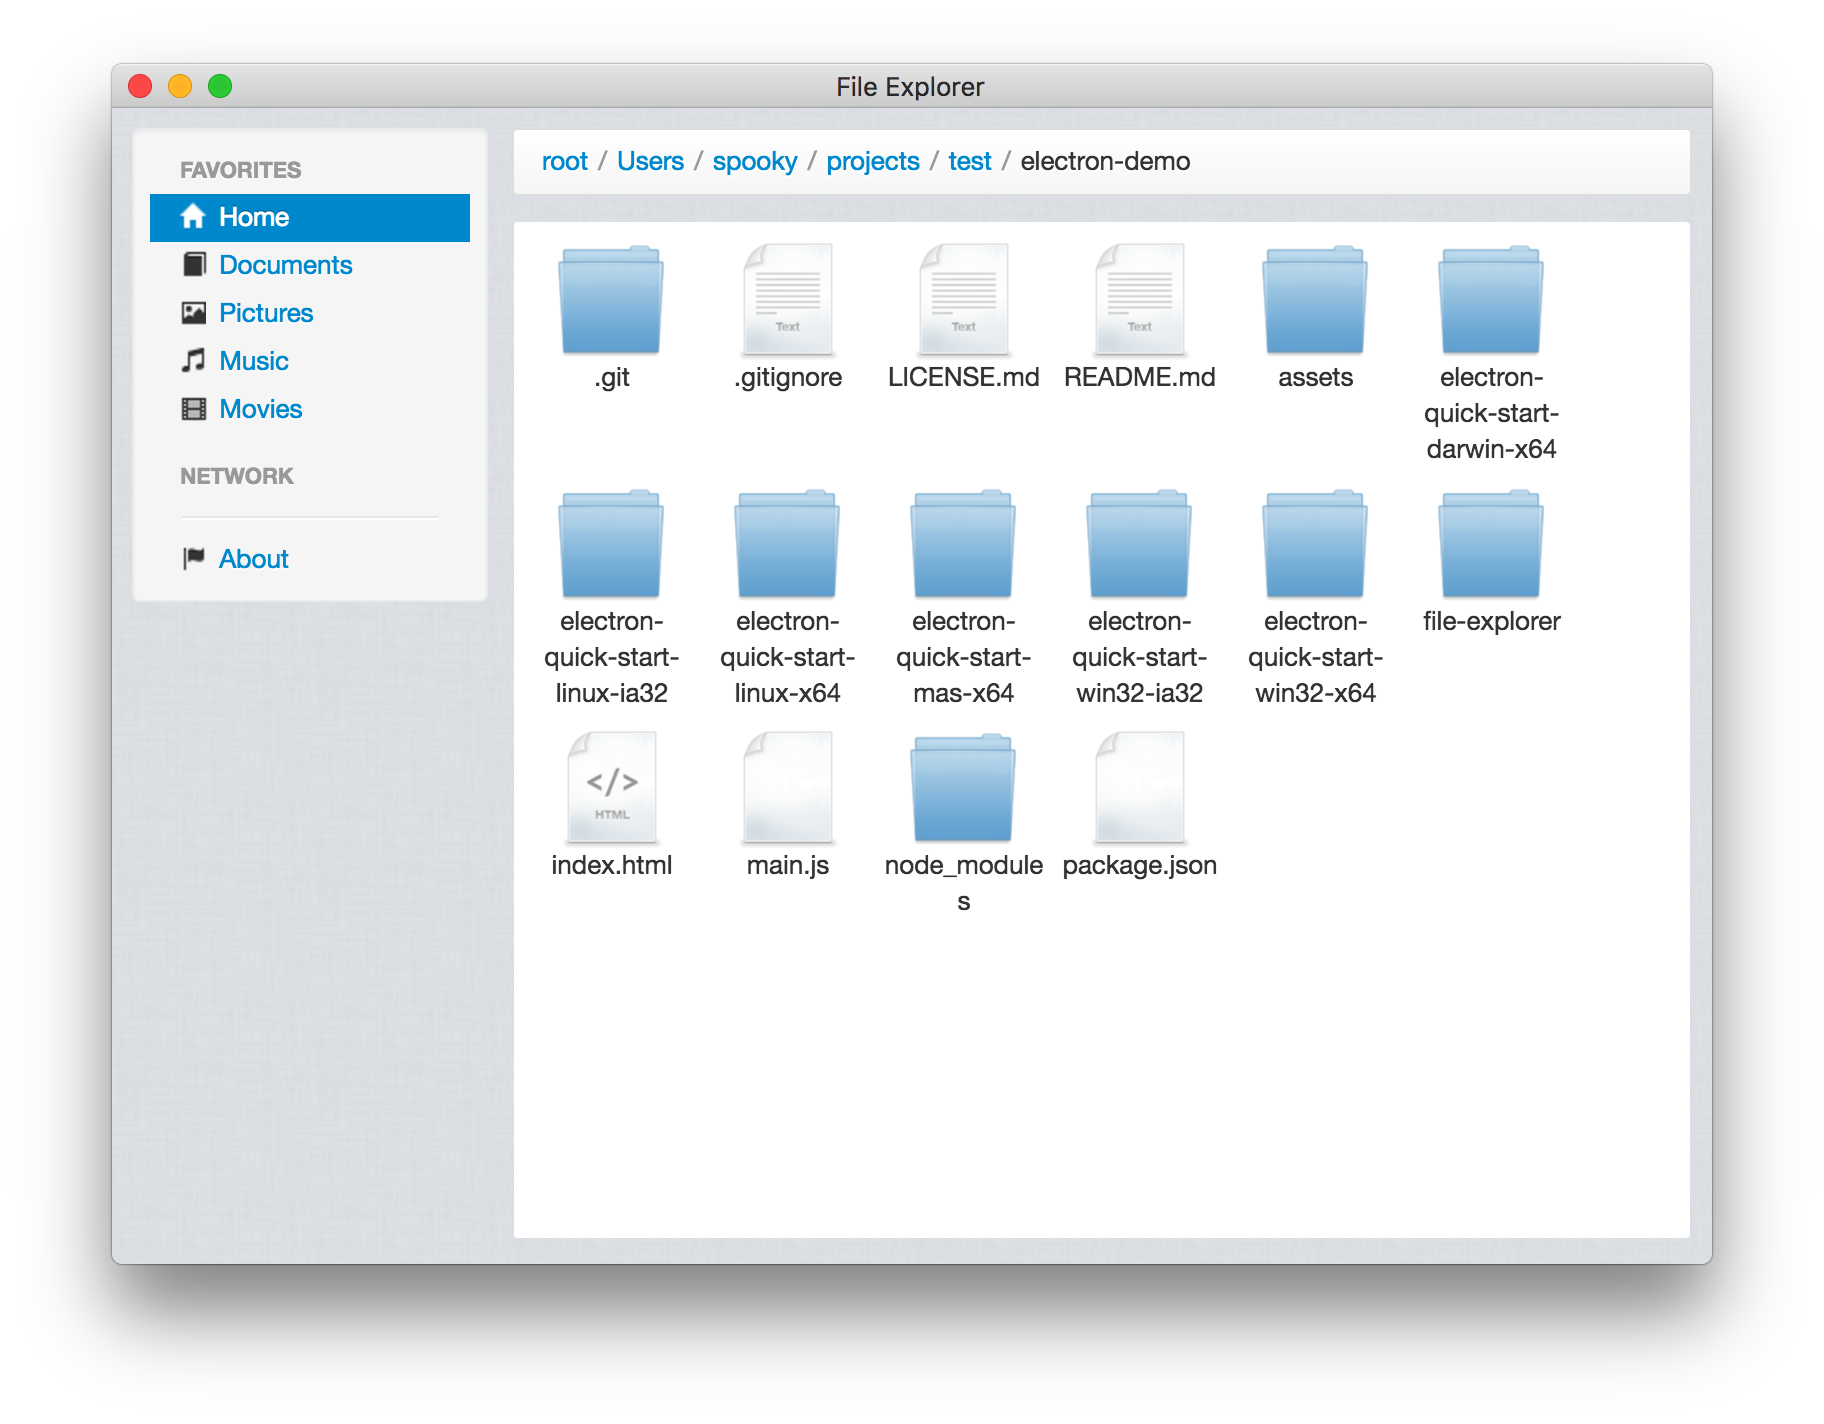 File Explorer
FAVORITES
Home
Documents
Pictures
Music
Movies
NETWORK
About
root / Users / spooky / projects / test / electron-demo
.git
Text
.gitignore
Text
LICENSE.md
Text
README.md
assets
electron-
quick-start-
darwin-x64
electron-
quick-start-
linux-ia32
electron-
quick-start-
linux-x64
electron-
quick-start-
mas-x64
electron-
quick-start-
win32-ia32
electron-
quick-start-
win32-x64
file-explorer
</>
HTML
index.html
main.js
node_module
s
package.json